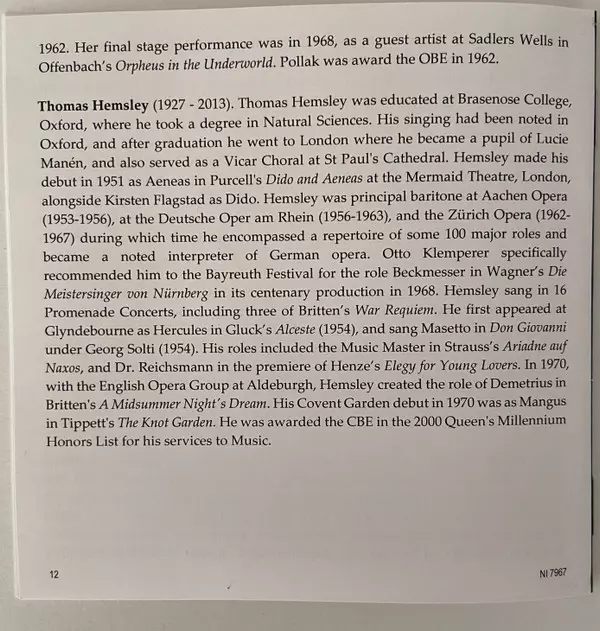 1962. Her final stage performance was in 1968, as a guest artist at Sadlers Wells in
Offenbach's Orpheus in the Underworld. Pollak was award the OBE in 1962.
Thomas Hemsley (1927 - 2013). Thomas Hemsley was educated at Brasenose College,
Oxford, where he took a degree in Natural Sciences. His singing had been noted in
Oxford, and after graduation he went to London where he became a pupil of Lucie
Manén, and also served as a Vicar Choral at St Paul's Cathedral. Hemsley made his
debut in 1951 as Aeneas in Purcell's Dido and Aeneas at the Mermaid Theatre, London,
alongside Kirsten Flagstad as Dido. Hemsley was principal baritone at Aachen Opera
(1953-1956), at the Deutsche Oper am Rhein (1956-1963), and the Zürich Opera (1962-
1967) during which time he encompassed a repertoire of some 100 major roles and
became a noted interpreter of German opera. Otto Klemperer specifically
recommended him to the Bayreuth Festival for the role Beckmesser in Wagner's Die
Meistersinger von Nürnberg in its centenary production in 1968. Hemsley sang in 16
Promenade Concerts, including three of Britten's War Requiem. He first appeared at
Glyndebourne as Hercules in Gluck's Alceste (1954), and sang Masetto in Don Giovanni
under Georg Solti (1954). His roles included the Music Master in Strauss's Ariadne auf
Naxos, and Dr. Reichsmann in the premiere of Henze's Elegy for Young Lovers. In 1970,
with the English Opera Group at Aldeburgh, Hemsley created the role of Demetrius in
Britten's A Midsummer Night's Dream. His Covent Garden debut in 1970 was as Mangus
in Tippett's The Knot Garden. He was awarded the CBE in the 2000 Queen's Millennium
Honors List for his services to Music.
12
NI 7967